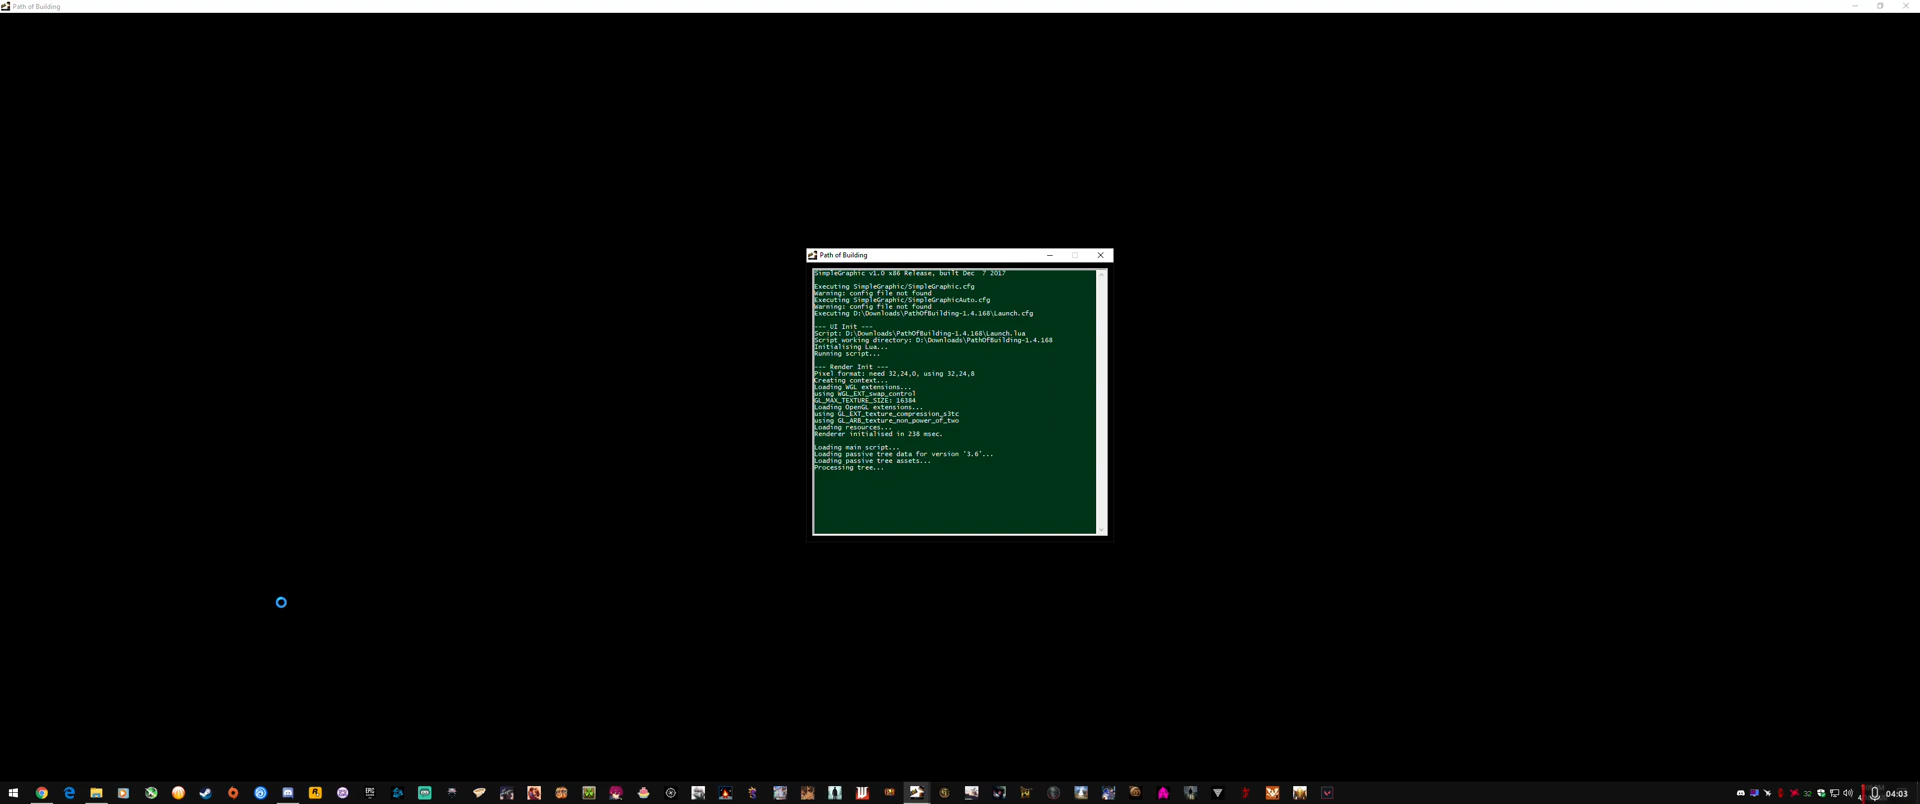 Path of Building
Path of Building
SimpleGraphic v1.0 x86 Release, built Dec  7 2017
Executing SimpleGraphic/SimpleGraphic.cfg
Warning: config file not found
Executing SimpleGraphic/SimpleGraphicAuto.cfg
Warning: config file not found
Executing D:\Downloads\PathOfBuilding-1.4.168\Launch.cfg
--- UI Init ---
Script: D:\Downloads\PathOfBuilding-1.4.168\Launch.lua
Script working directory: D:\Downloads\PathOfBuilding-1.4.168
Initialising Lua...
Running script...
--- Render Init ---
Pixel format: need 32,24,0, using 32,24,8
Creating context...
Loading WGL extensions...
using WGL_EXT_swap_control
GL_MAX_TEXTURE_SIZE: 16384
Loading OpenGL extensions...
using GL_EXT_texture_compression_s3tc
using GL_ARB_texture_non_power_of_two
Loading resources...
Renderer initialised in 238 msec.
Loading main script...
Loading passive tree data for version '3.6'...
Loading passive tree assets...
Processing tree...
EPIC
32
04:03